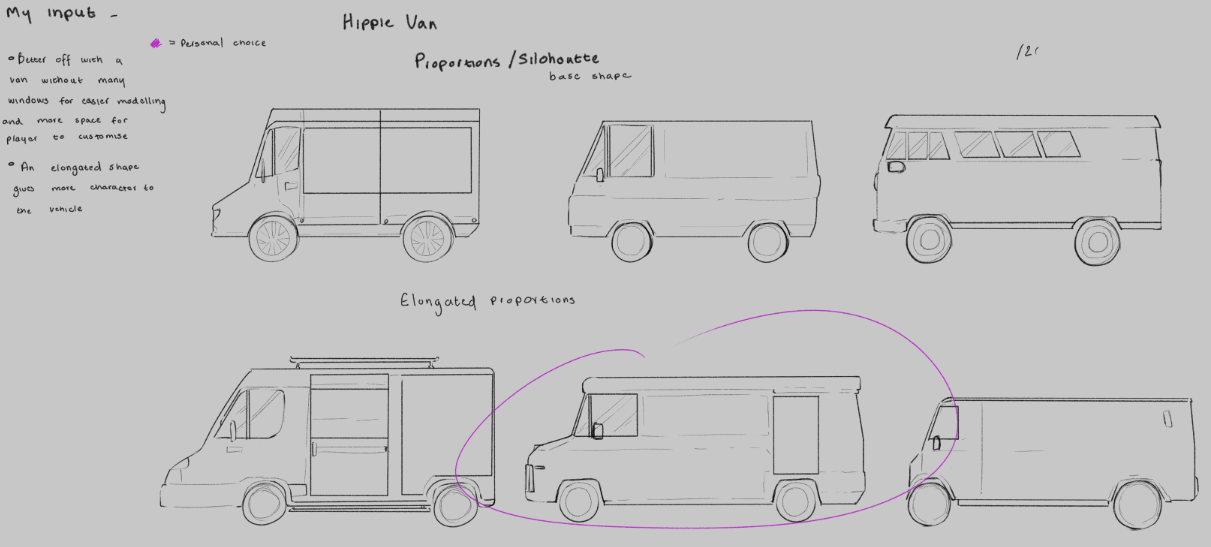 My input -
= Personal choice
Better off with a
van without many
windows for easier modelling
and more space for
player to customise
An elongated shape
gives more character to
the vehicle
Hippie Van
Proportions / Silohoutte
base shape
Elongated proportions